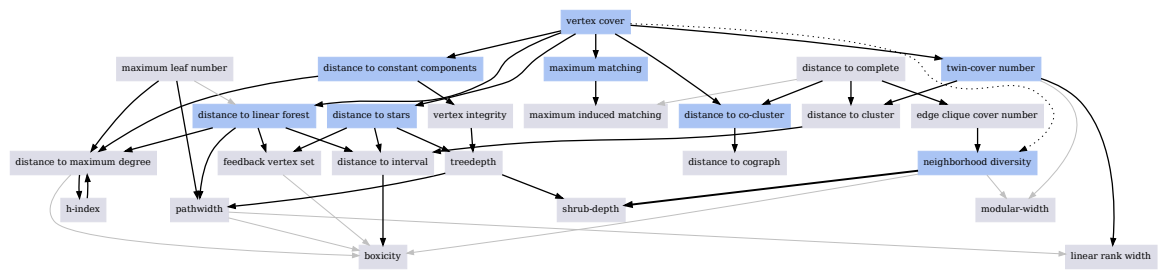 vertex cover
maximum leaf number
distance to constant components
maximum matching
distance to complete
twin-cover number
distance to linear forest
distance to stars
vertex integrity
maximum induced matching
distance to co-cluster
distance to cluster
edge clique cover number
distance to maximum degree
feedback vertex set
distance to interval
treedepth
distance to cograph
neighborhood diversity
h-index
pathwidth
shrub-depth
modular-width
boxicity
linear rank width